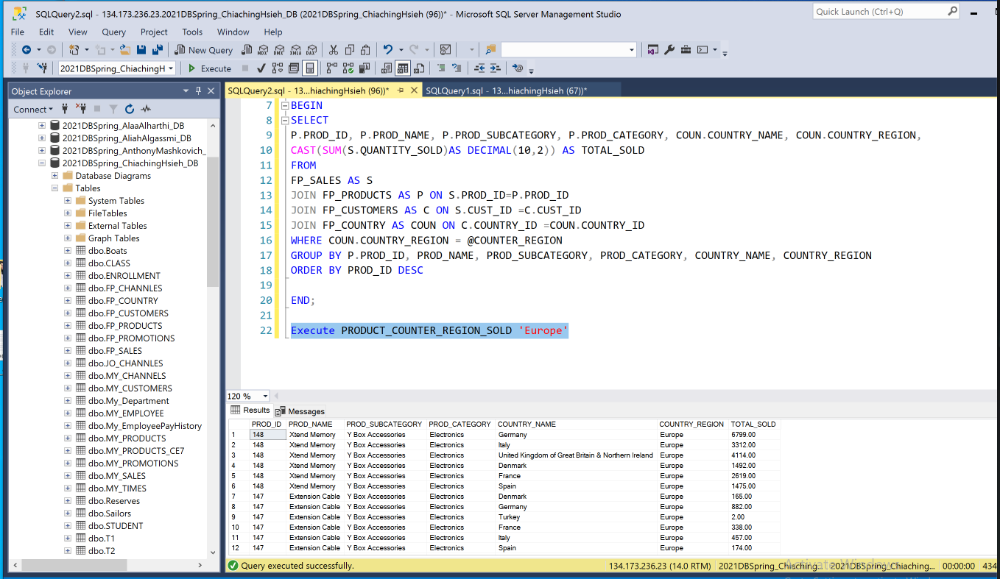 SQLQuery2.sql - 134.173.236.23.2021DBSpring_ChiachingHsieh_DB (2021DBSpring_ChiachingHsieh (96))* - Microsoft SQL Server Management Studio
Quick Launch (Ctrl+Q)
File Edit View Query Project Tools Window Help
New Query MDX DMX XMLA DAX
2021DBSpring_ChiachingH Execute
Object Explorer
SQLQuery2.sql - 13...hiachingHsieh (96))* SQLQuery1.sql - 13...hiachingHsieh (67))*
Connect
2021DBSpring_AlaaAlharthi_DB
2021DBSpring_AliahAlgassmi_DB
2021DBSpring_AnthonyMashkovich_
2021DBSpring_ChiachingHsieh_DB
Database Diagrams
Tables
System Tables
FileTables
External Tables
Graph Tables
dbo.Boats
dbo.CLASS
dbo.ENROLLMENT
dbo.FP_CHANNLES
dbo.FP_COUNTRY
dbo.FP_CUSTOMERS
dbo.FP_PRODUCTS
dbo.FP_PROMOTIONS
dbo.FP_SALES
dbo.JO_CHANNLES
dbo.MY_CHANNELS
dbo.MY_CUSTOMERS
dbo.My_Department
dbo.MY_EMPLOYEE
dbo.My_EmployeePayHistory
dbo.MY_PRODUCTS
dbo.MY_PRODUCTS_CE7
dbo.MY_PROMOTIONS
dbo.MY_SALES
dbo.MY_TIMES
dbo.Reserves
dbo.Sailors
dbo.STUDENT
dbo.T1
dbo.T2
7 BEGIN
8 SELECT
9 P.PROD_ID, P.PROD_NAME, P.PROD_SUBCATEGORY, P.PROD_CATEGORY, COUN.COUNTRY_NAME, COUN.COUNTRY_REGION,
10 CAST(SUM(S.QUANTITY_SOLD)AS DECIMAL(10,2)) AS TOTAL_SOLD
11 FROM
12 FP_SALES AS S
13 JOIN FP_PRODUCTS AS P ON S.PROD_ID=P.PROD_ID
14 JOIN FP_CUSTOMERS AS C ON S.CUST_ID =C.CUST_ID
15 JOIN FP_COUNTRY AS COUN ON C.COUNTRY_ID =COUN.COUNTRY_ID
16 WHERE COUN.COUNTRY_REGION = @COUNTER_REGION
17 GROUP BY P.PROD_ID, PROD_NAME, PROD_SUBCATEGORY, PROD_CATEGORY, COUNTRY_NAME, COUNTRY_REGION
18 ORDER BY PROD_ID DESC
19
20 END;
21
22 Execute PRODUCT_COUNTER_REGION_SOLD 'Europe'
120 %
Results Messages
PROD_ID PROD_NAME PROD_SUBCATEGORY PROD_CATEGORY COUNTRY_NAME COUNTRY_REGION TOTAL_SOLD
1 148 Xtend Memory Y Box Accessories Electronics Germany Europe 6799.00
2 148 Xtend Memory Y Box Accessories Electronics Italy Europe 3312.00
3 148 Xtend Memory Y Box Accessories Electronics United Kingdom of Great Britain & Northern Ireland Europe 4114.00
4 148 Xtend Memory Y Box Accessories Electronics Denmark Europe 1492.00
5 148 Xtend Memory Y Box Accessories Electronics France Europe 2619.00
6 148 Xtend Memory Y Box Accessories Electronics Spain Europe 1475.00
7 147 Extension Cable Y Box Accessories Electronics Denmark Europe 165.00
8 147 Extension Cable Y Box Accessories Electronics Germany Europe 882.00
9 147 Extension Cable Y Box Accessories Electronics Turkey Europe 2.00
10 147 Extension Cable Y Box Accessories Electronics France Europe 338.00
11 147 Extension Cable Y Box Accessories Electronics Italy Europe 457.00
12 147 Extension Cable Y Box Accessories Electronics Spain Europe 174.00
Query executed successfully. 134.173.236.23 (14.0 RTM) 2021DBSpring_Chiaching... 2021DBSpring_Chiaching... 00:00:00 434
Activate Windows